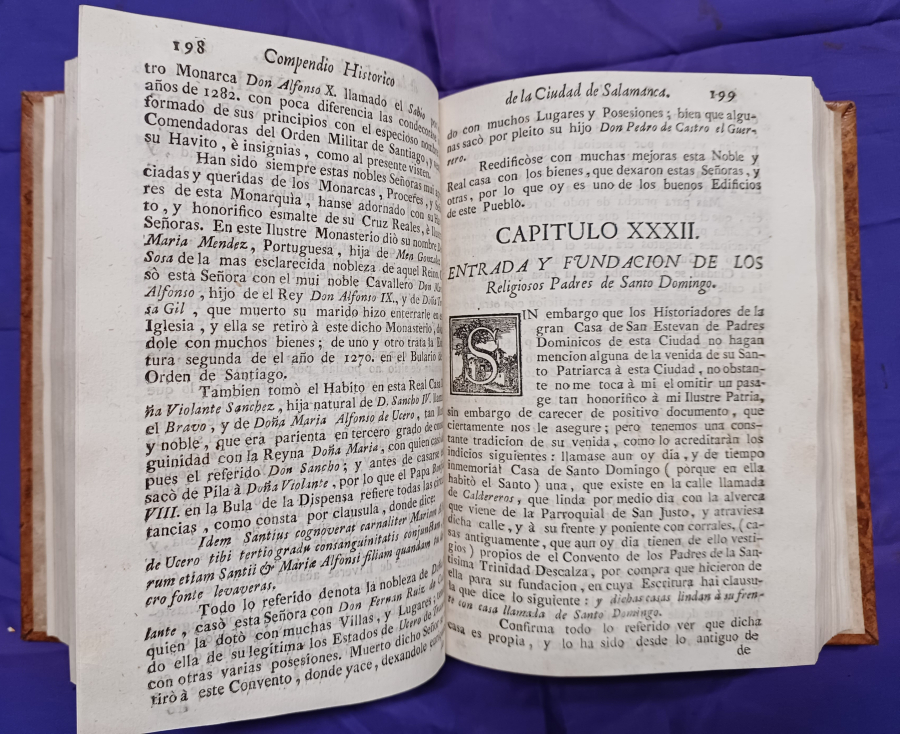 198 Compendio Historico
tro Monarca Don Alfonso X. llamado el Sabio
años de 1282. con poca diferencia las
formado de sus principios con el especioso
Comendadores del Orden Militar de Santiago, y
su Havito, è insignias, como al presente visten.
Han sido siempre estas nobles Señoras mui
ciadas y queridas de los Monarcas, Proceres, y
res de esta Monarquia, hanse adornado con su
to, y honorifico esmalte de su Cruz Reales, è
Señoras. En este Ilustre Monasterio diò su nombre
Maria Mendez, Portuguesa, hija de Men Gonzalez
Sosa de la mas esclarecida nobleza de aquel Reino.
sò esta Señora con el mui noble Cavallero Don
Alfonso, hijo de el Rey Don Alfonso IX., y de Doña
sa Gil, que muerto su marido hizo enterrarle en
Iglesia, y ella se retirò à este dicho Monasterio,
dole con muchos bienes; de uno y otro trata la
tura segunda de el año de 1270. en el Bulario
Orden de Santiago.
Tambien tomò el Habito en esta Real Casa
ña Violante Sanchez, hija natural de D. Sancho IV.
el Bravo, y de Doña Maria Alfonso de Ucero, tan
y noble, que era parienta en tercero grado de
guinidad con la Reyna Doña Maria, con quien
pues el referido Don Sancho; y antes de casarse
sacò de Pila à Doña Violante, por lo que el Papa
VIII. en la Bula de la Dispensa refiere todas las
tancias, como consta por clausula, donde dice:
Idem Santius cognoverat carnaliter Mariam
de Ucero tibi tertio gradu consanguinitatis conjunctam,
rum etiam Santii & Mariæ Alfonsi filiam quandam
cro fonte levaveras.
Todo lo referido denota la nobleza de
lante, casò esta Señora con Don Fernan Ruiz de
quien la dotò con muchas Villas, y Lugares;
do ella de su legitima los Estados de Ucero de
con otras varias posesiones. Muerto dicho Señor
tirò à este Convento, donde yace, dexandole
de la Ciudad de Salamanca. 199
do con muchos Lugares y Posesiones; bien que algu-
nas sacò por pleito su hijo Don Pedro de Castro el Guer-
rero.
Reedificòse con muchas mejoras esta Noble y
Real casa con los bienes, que dexaron estas Señoras, y
otras, por lo que oy es uno de los buenos Edificios
de este Pueblo.
CAPITULO XXXII.
ENTRADA Y FUNDACION DE LOS
Religiosos Padres de Santo Domingo.
SIN embargo que los Historiadores de la
gran Casa de San Estevan de Padres
Dominicos de esta Ciudad no hagan
mencion alguna de la venida de su San-
to Patriarca à esta Ciudad, no obstan-
te no me toca à mi el omitir un pasa-
ge tan honorifico à mi Ilustre Patria,
sin embargo de carecer de positivo documento, que
ciertamente nos le asegure; pero tenemos una cons-
tante tradicion de su venida, como lo acreditaràn los
indicios siguientes: llamase aun oy dia, y de tiempo
inmemorial Casa de Santo Domingo (porque en ella
habitò el Santo) una, que existe en la calle llamada
de Caldereros, que linda por medio dia con la alverca
que viene de la Parroquial de San Justo, y atraviesa
dicha calle, y à su frente y poniente con corrales, (ca-
sas antiguamente, que aun oy dia tienen de ello vesti-
gios) propios de el Convento de los Padres de la San-
tisima Trinidad Descalza, por compra que hicieron de
ella para su fundacion, en cuya Escritura hai clausu-
la que dice lo siguiente: y dichas casas lindan à su fren-
te con casa llamada de Santo Domingo.
Confirma todo lo referido ver que dicha
casa es propia, y lo ha sido desde lo antiguo de
de